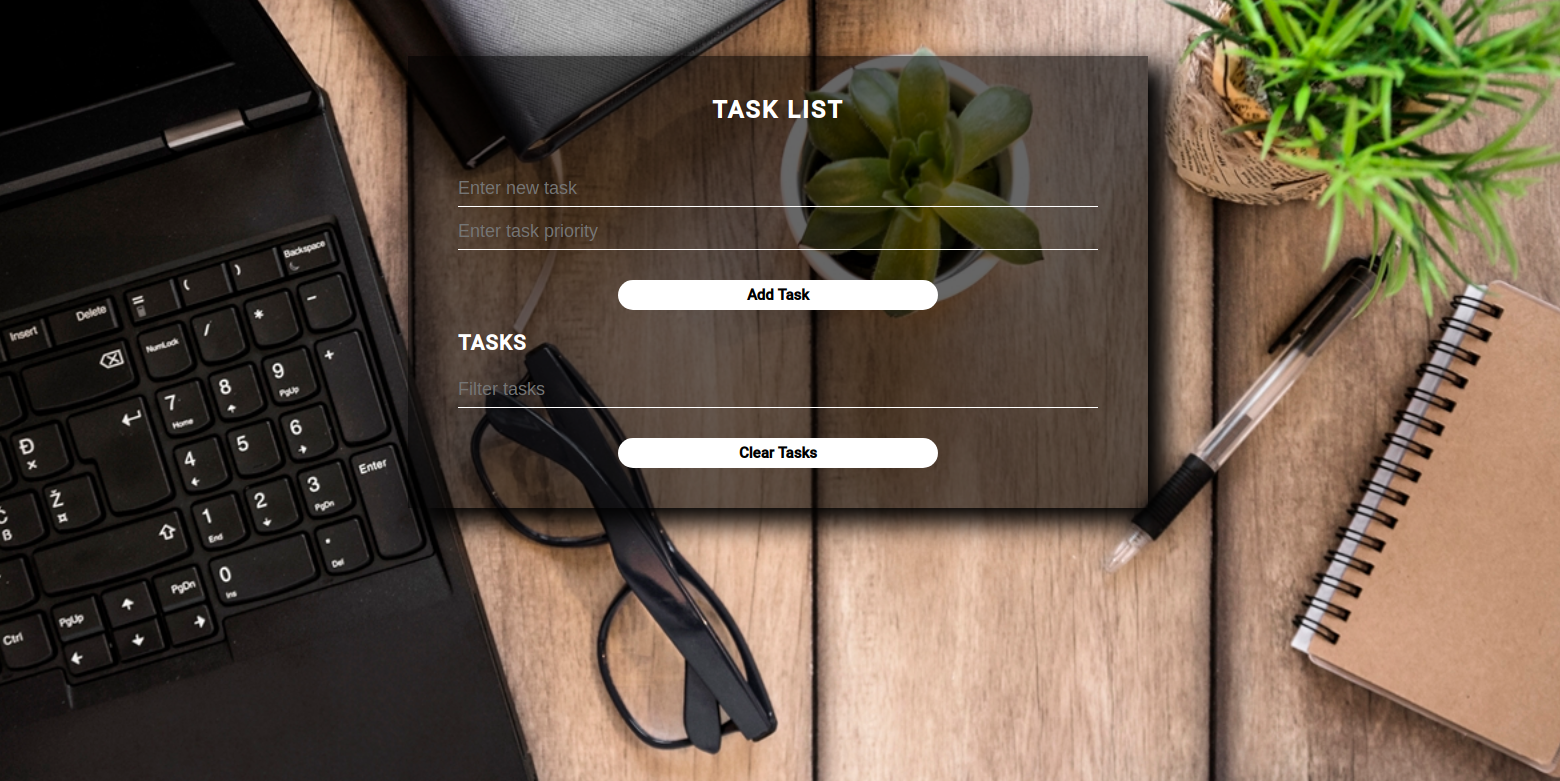 TASK LIST
Enter new task
Enter task priority
Add Task
TASKS
Filter tasks
Clear Tasks
Backspace
Insert
Delete
=
(
)
NumLock
/
*
-
7
Home
8
9
PgUp
+
Đ
4
5
6
Ž
1
End
2
3
PgDn
Enter
0
Ins
.
Del
Ctrl
PgUp
PgDn